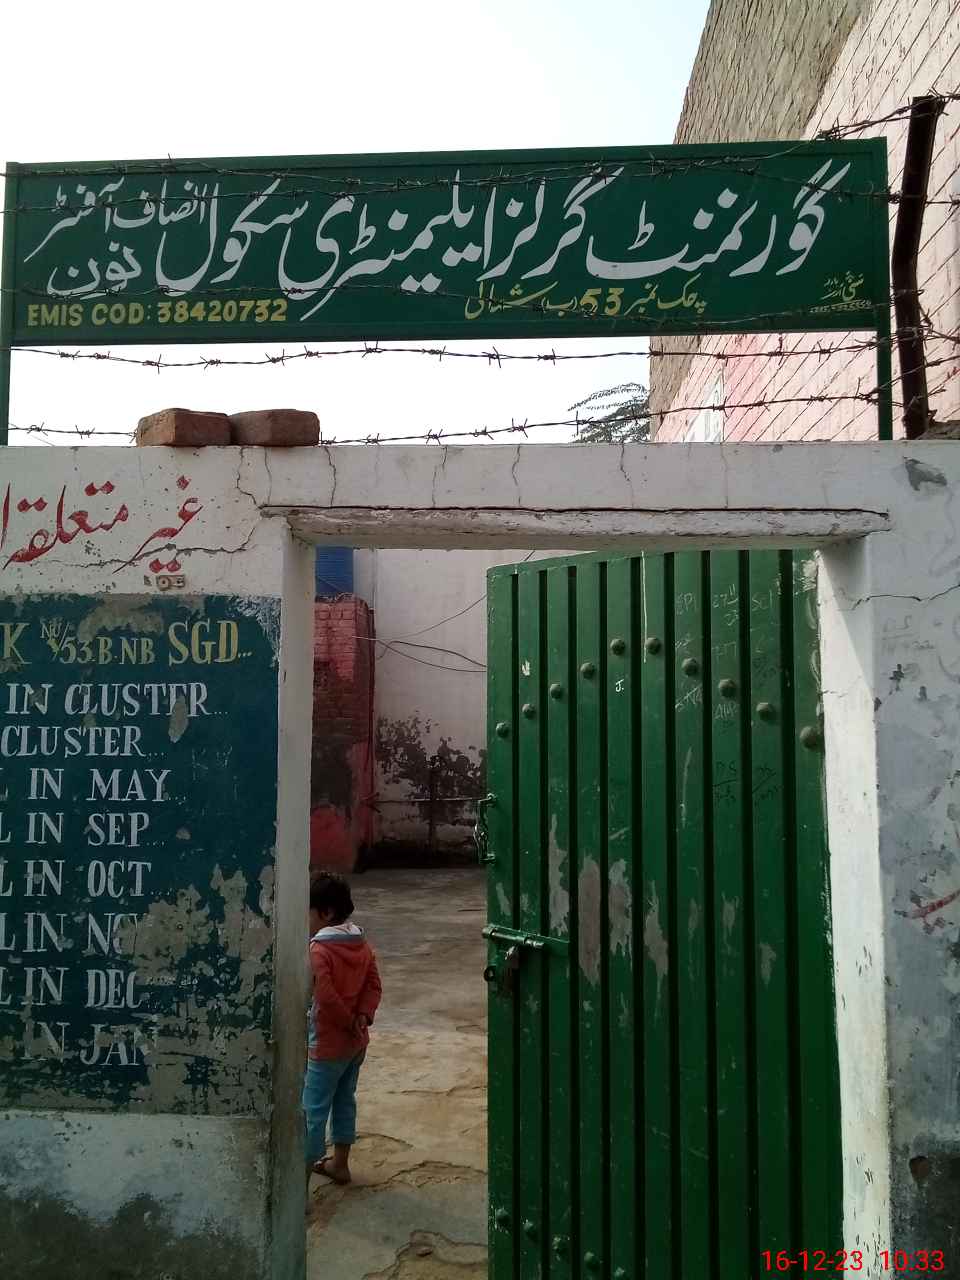 گورنمنٹ گرلز ایلیمنٹری سکول انصاف آفٹر نون
چک نمبر 53 شمالی
EMIS COD: 38420732
غیر متعلقہ
K NO/53.B.NB SGD...
IN CLUSTER...
CLUSTER...
L IN MAY
L IN SEP...
L IN OCT...
L IN NOV
L IN DEC
IN JAN
16-12-23 10:33